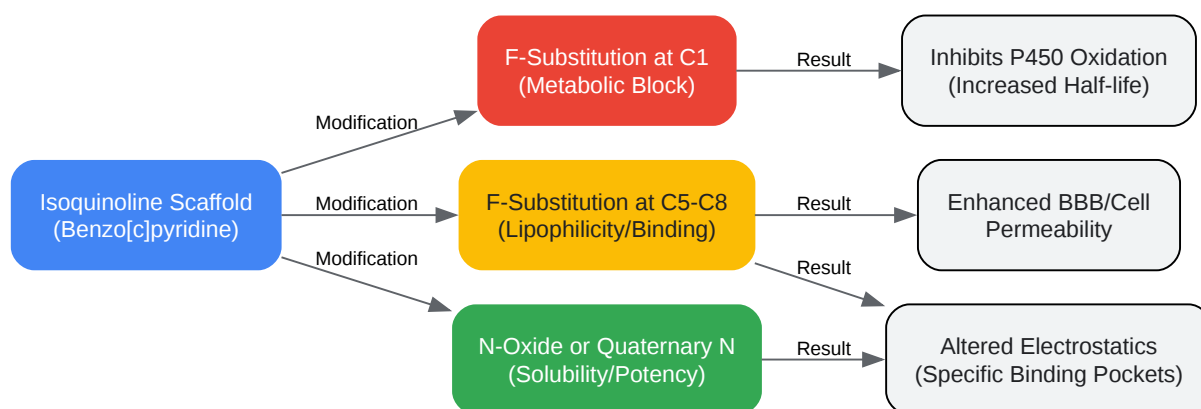 F-Substitution at C1
(Metabolic Block)
Result
Inhibits P450 Oxidation
(Increased Half-life)
Modification
Isoquinoline Scaffold
(Benzo[c]pyridine)
Modification
F-Substitution at C5-C8
(Lipophilicity/Binding)
Result
Enhanced BBB/Cell
Permeability
Modification
Result
N-Oxide or Quaternary N
(Solubility/Potency)
Result
Altered Electrostatics
(Specific Binding Pockets)